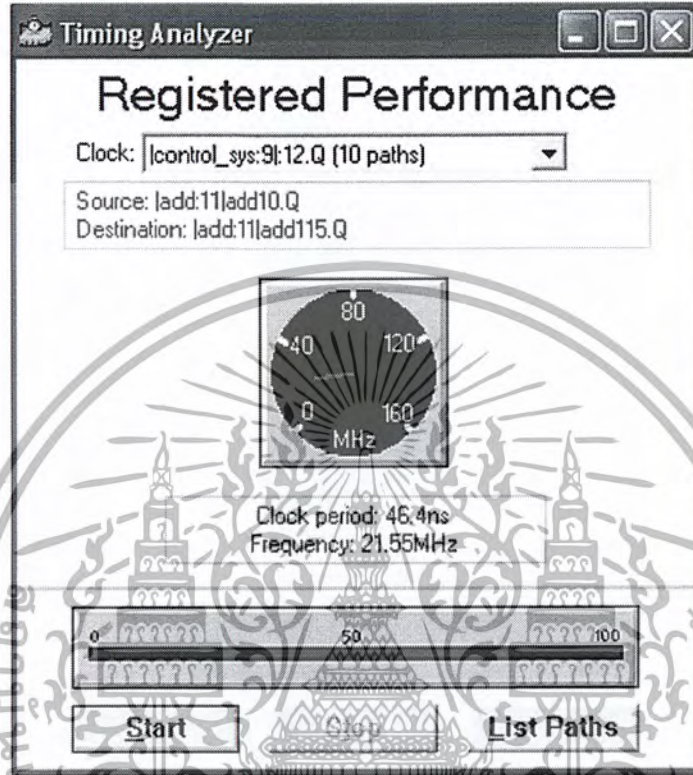 Timing Analyzer
Registered Performance
Clock: |control_sys:9|:12.Q (10 paths)
Source: |add:11|add10.Q
Destination: |add:11|add115.Q
80
40 120
0 160
MHz
Clock period: 46.4ns
Frequency: 21.55MHz
0 50 100
Start Stop List Paths